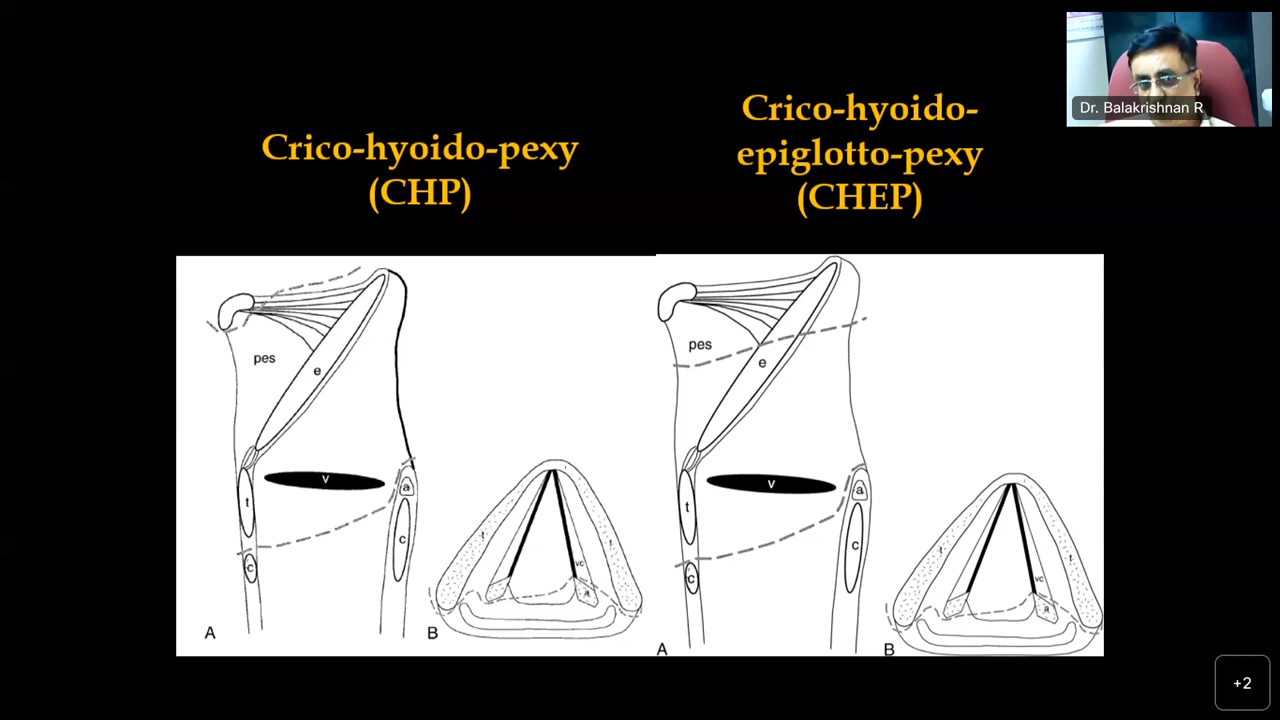 Crico-hyoido-pexy
(CHP)
Crico-hyoido-
epiglotto-pexy
(CHEP)
Dr. Balakrishnan R
pes
e
v
t
a
c
c
A
t
t
vc
a
B
pes
e
v
t
a
c
c
A
t
t
vc
a
B
+2